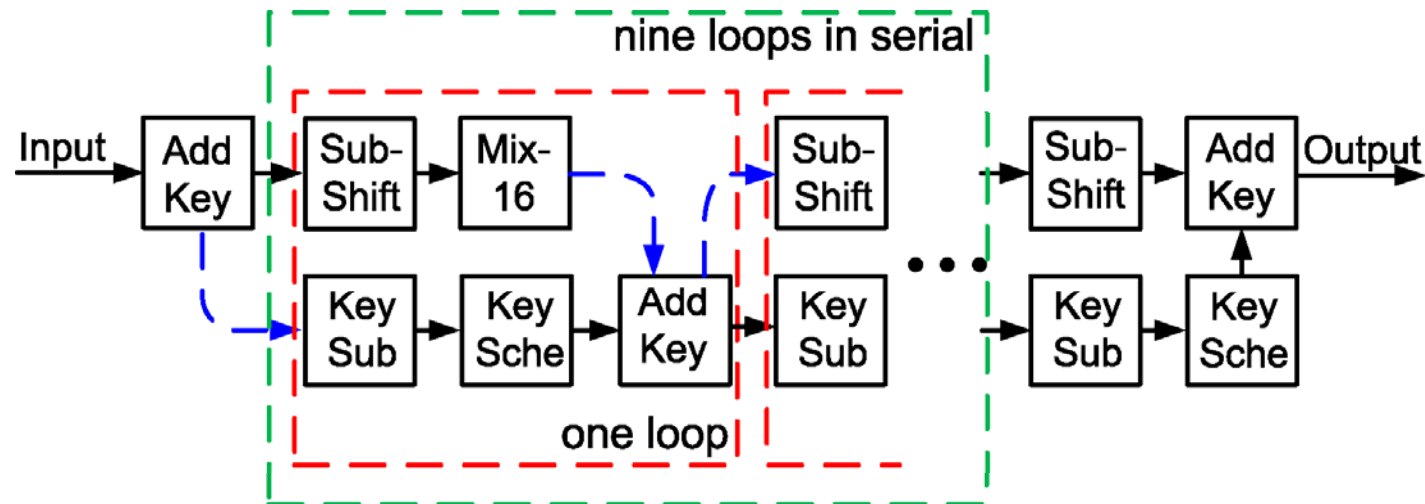 nine loops in serial
Input
Add
Key
Sub-
Shift
Mix-
16
Sub-
Shift
Sub-
Shift
Add
Key
Output
Key
Sub
Key
Sche
Add
Key
Key
Sub
•••
Key
Sub
Key
Sche
one loop